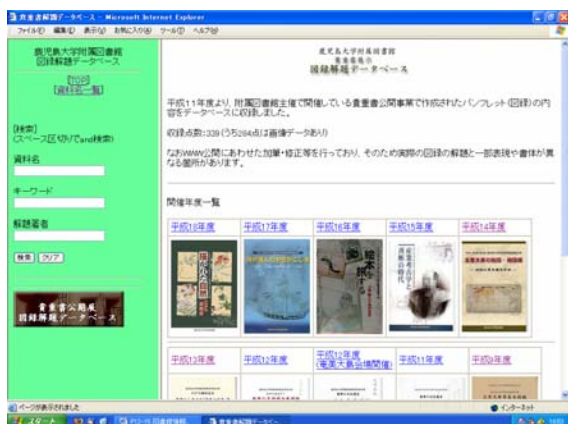 貴重書解題データベース - Microsoft Internet Explorer
ファイル(F) 編集(E) 表示(V) お気に入り(A) ツール(T) ヘルプ(H)
鹿児島大学附属図書館
図録解題データベース
[TOP]
[資料名一覧]
[検索]
(スペース区切りでand検索)
資料名
キーワード
解題著者
検索 クリア
貴重書公開展
図録解題データベース
鹿児島大学附属図書館
貴重書展示
図録解題データベース
平成11年度より、附属図書館主催で開催している貴重書公開事業で作成されたパンフレット(図録)の内
容をデータベースに収録しました。
収録点数:339(うち284点は画像データあり)
なおWWW公開にあわせた加筆・修正等を行っており、そのため実際の図録の解題と一部表現や書体が異
なる箇所があります。
開催年度一覧
平成18年度 平成17年度 平成16年度 平成15年度 平成14年度
描かれた自然
絵本を旅する
平成13年度 平成12年度 平成12年度
(奄美大島会場開催) 平成11年度 平成9年度
ページが表示されました
インターネット
スタート